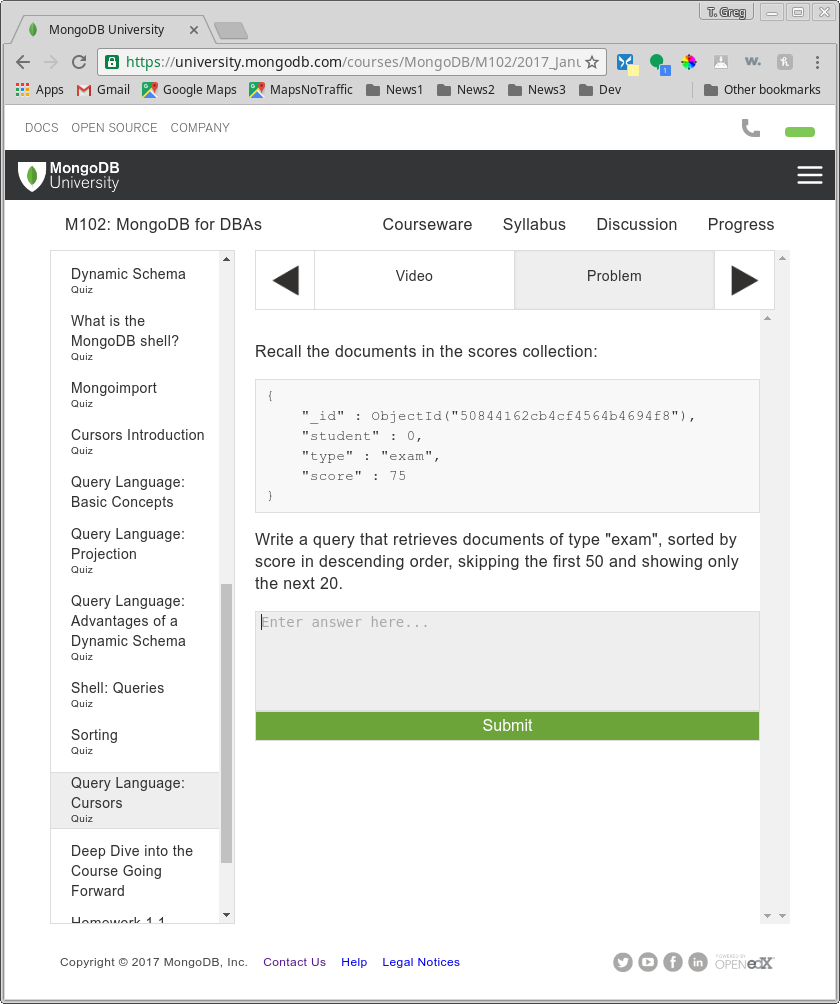 T. Greg
MongoDB University
https://university.mongodb.com/courses/MongoDB/M102/2017_Janu
1
w.
Apps
Gmail
Google Maps
MapsNoTraffic
News1
News2
News3
Dev
Other bookmarks
DOCS OPEN SOURCE COMPANY
MongoDB
University
M102: MongoDB for DBAs
Courseware Syllabus Discussion Progress
Dynamic Schema
Quiz
What is the
MongoDB shell?
Quiz
Mongoimport
Quiz
Cursors Introduction
Quiz
Query Language:
Basic Concepts
Query Language:
Projection
Quiz
Query Language:
Advantages of a
Dynamic Schema
Quiz
Shell: Queries
Quiz
Sorting
Quiz
Query Language:
Cursors
Quiz
Deep Dive into the
Course Going
Forward
Homework 1.1
Video
Problem
Recall the documents in the scores collection:
{
"_id" : ObjectId("50844162cb4cf4564b4694f8"),
"student" : 0,
"type" : "exam",
"score" : 75
}
Write a query that retrieves documents of type "exam", sorted by
score in descending order, skipping the first 50 and showing only
the next 20.
Enter answer here...
Submit
Copyright © 2017 MongoDB, Inc. Contact Us Help Legal Notices
POWERED BY
OPEN edX